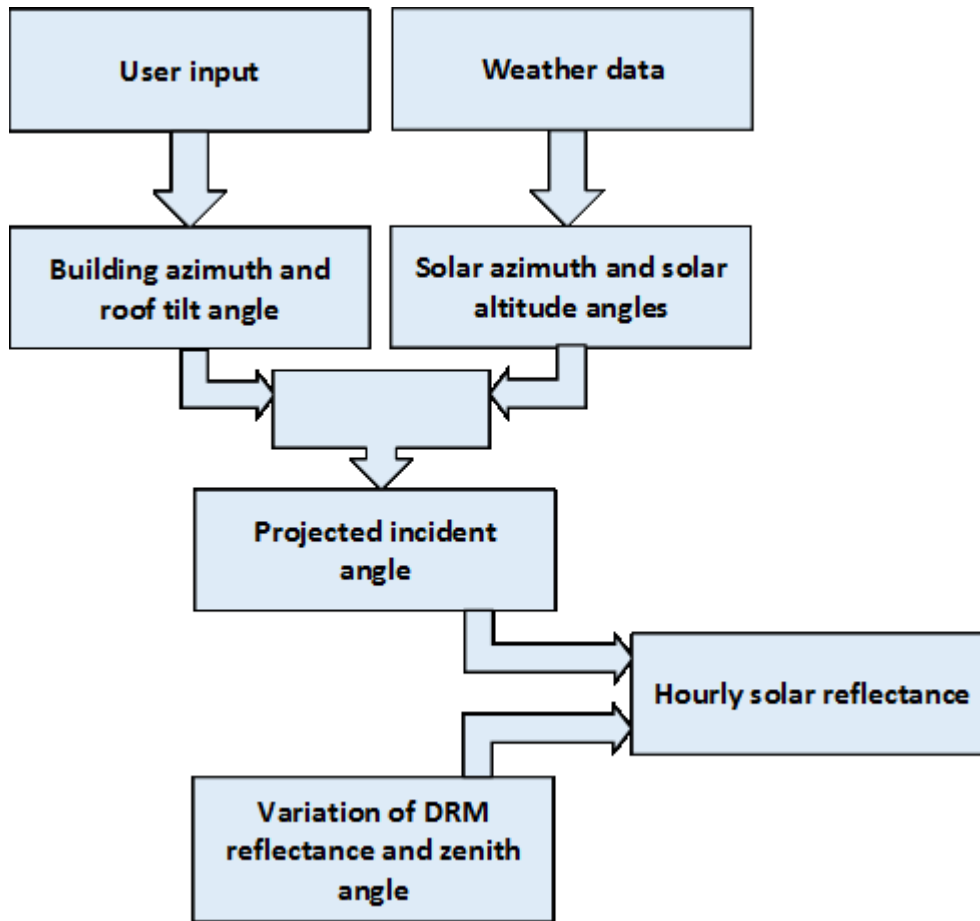 User input
Weather data
Building azimuth and
roof tilt angle
Solar azimuth and solar
altitude angles
Projected incident
angle
Hourly solar reflectance
Variation of DRM
reflectance and zenith
angle